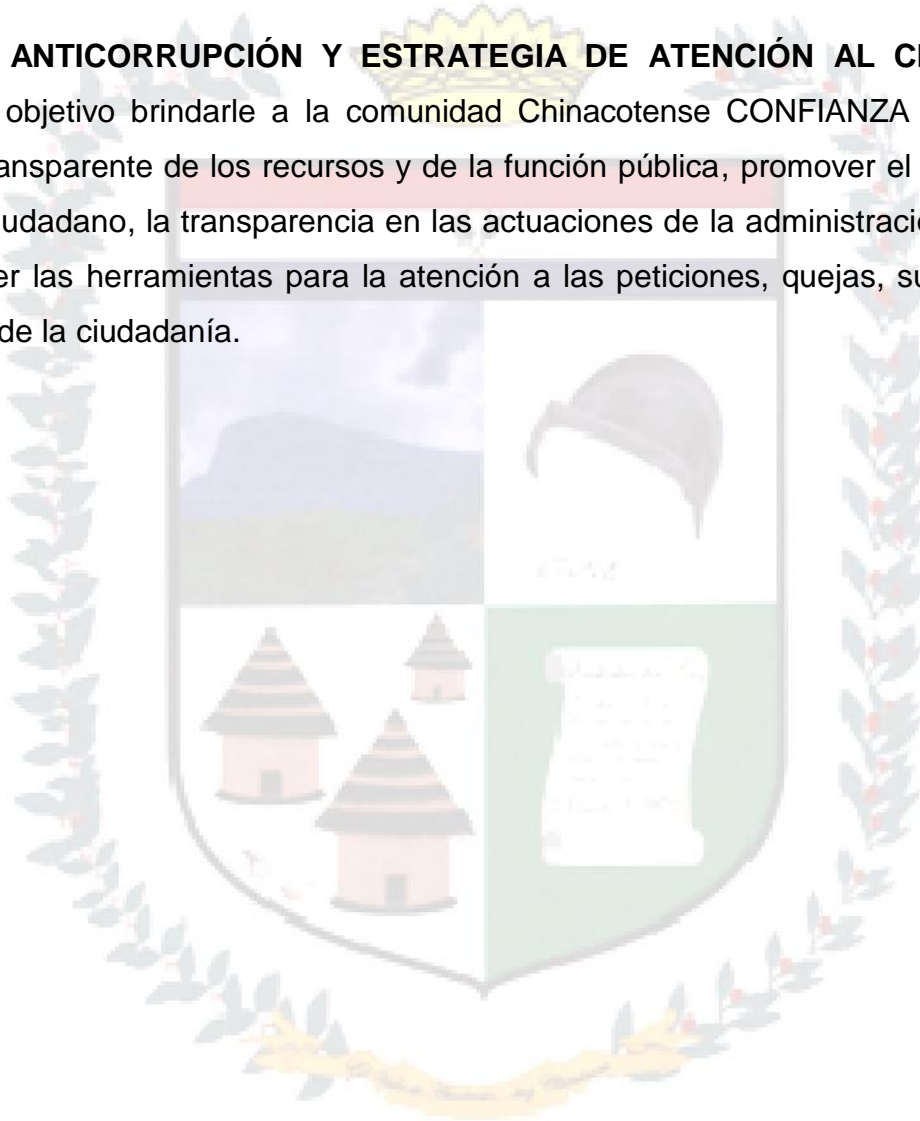 ANTICORRUPCIÓN Y ESTRATEGIA DE ATENCIÓN AL
objetivo brindarle a la comunidad Chinacotense CONFIANZA
ansparente de los recursos y de la función pública, promover el
udadano, la transparencia en las actuaciones de la administraci
er las herramientas para la atención a las peticiones, quejas, su
de la ciudadanía.